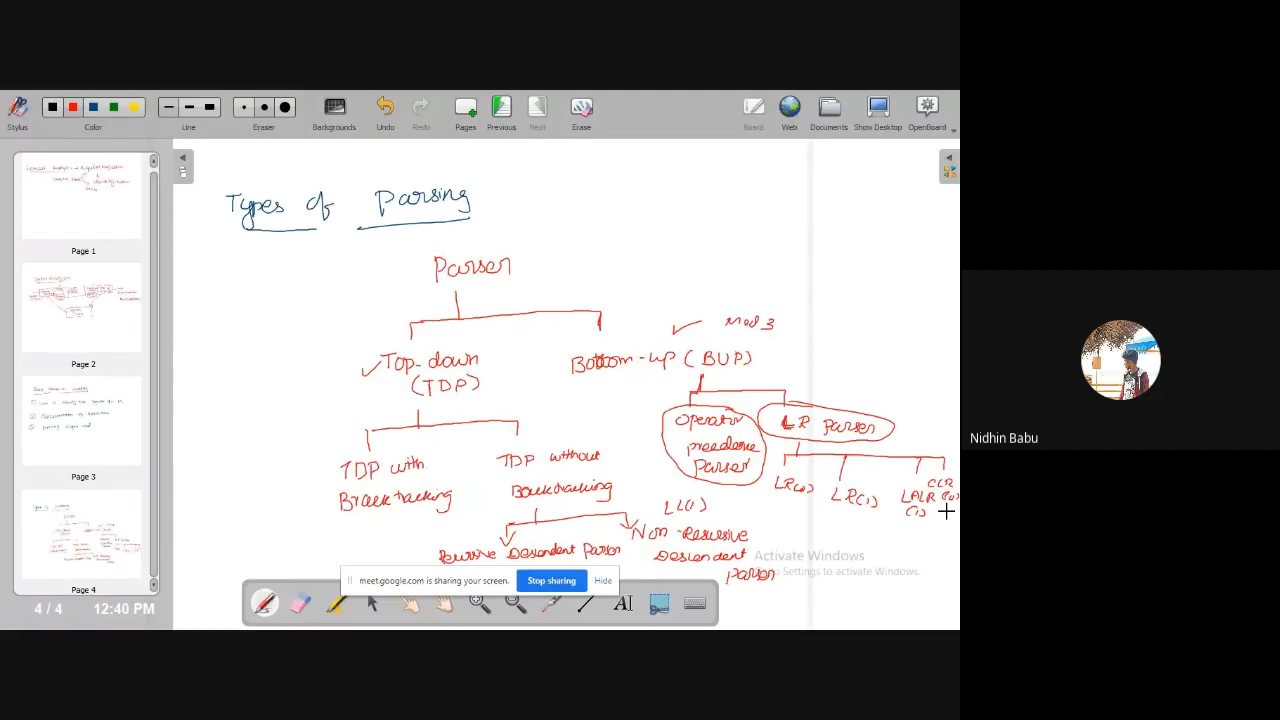 Stylus
Color
Line
Eraser
Backgrounds
Undo
Redo
Pages
Previous
Next
Erase
Board
Web
Documents
Show Desktop
OpenBoard
Page 1
Page 2
Page 3
Page 4
4 / 4 12:40 PM
Types of Parsing
Parser
Mod 3
Top-down
(TDP)
Bottom-up (BUP)
Operator
Parser
LR Parser
TDP with
Backtracking
TDP without
Backtracking
LR(0)
LR(1)
LALR
(1)
CLR
LL(1)
Descendent Parser
Non-Recursive
Descendent
Parser
Activate Windows
Go to Settings to activate Windows.
meet.google.com is sharing your screen.
Stop sharing
Hide
Nidhin Babu